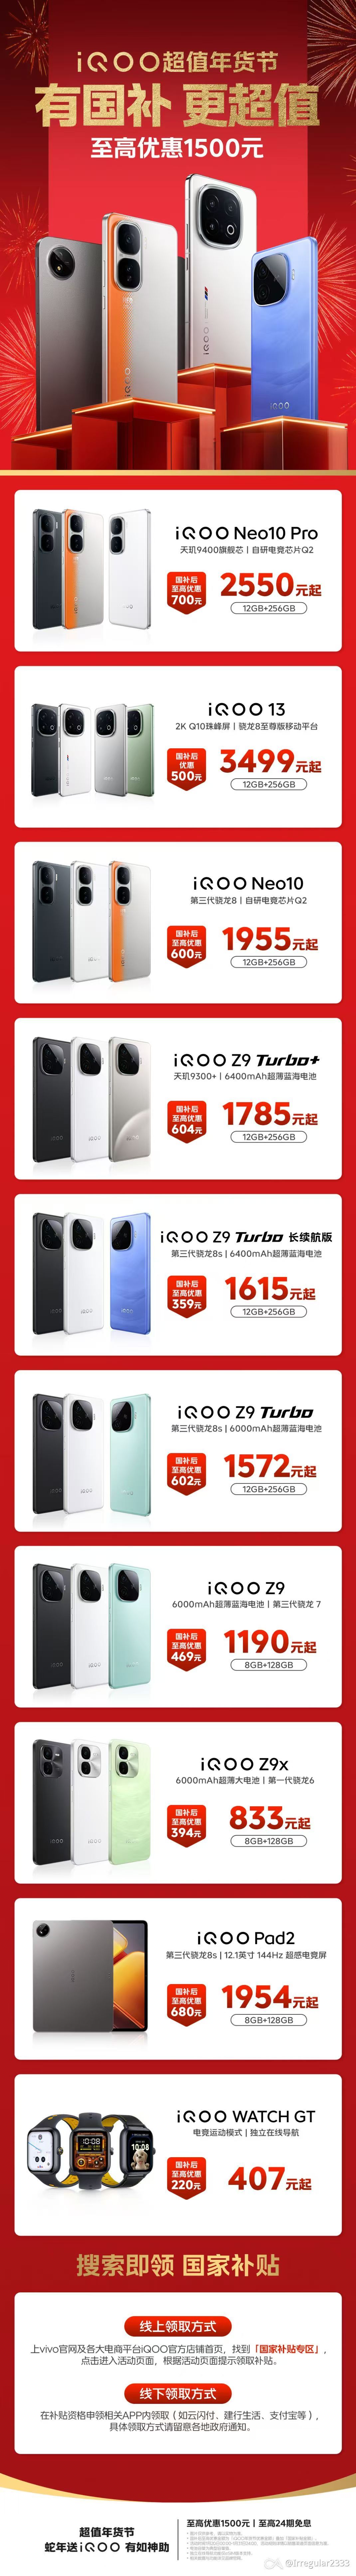 iQOO超值年货节
有国补 更超值
至高优惠1500元
iQOO Neo10 Pro
天玑9400旗舰芯 | 自研电竞芯片Q2
国补后
至高优惠
700元
2550元起
12GB+256GB
iQOO 13
2K Q10珠峰屏 | 骁龙8至尊版移动平台
国补后
优惠
500元
3499元起
12GB+256GB
iQOO Neo10
第三代骁龙8 | 自研电竞芯片Q2
国补后
至高优惠
600元
1955元起
12GB+256GB
iQOO Z9 Turbo+
天玑9300+ | 6400mAh超薄蓝海电池
国补后
至高优惠
604元
1785元起
12GB+256GB
iQOO Z9 Turbo 长续航版
第三代骁龙8s | 6400mAh超薄蓝海电池
国补后
至高优惠
359元
1615元起
12GB+256GB
iQOO Z9 Turbo
第三代骁龙8s | 6000mAh超薄蓝海电池
国补后
至高优惠
602元
1572元起
12GB+256GB
iQOO Z9
6000mAh超薄蓝海电池 | 第三代骁龙 7
国补后
至高优惠
469元
1190元起
8GB+128GB
iQOO Z9x
6000mAh超薄大电池 | 第一代骁龙6
国补后
至高优惠
394元
833元起
8GB+128GB
iQOO Pad2
第三代骁龙8s | 12.1英寸 144Hz 超感电竞屏
国补后
至高优惠
680元
1954元起
8GB+128GB
iQOO WATCH GT
电竞运动模式 | 独立在线导航
国补后
至高优惠
220元
407元起
搜索即领 国家补贴
线上领取方式
上vivo官网及各大电商平台iQOO官方店铺首页，找到「国家补贴专区」，
点击进入活动页面，根据活动页面提示领取补贴。
线下领取方式
在补贴资格申领相关APP内领取（如云闪付、建行生活、支付宝等），
具体领取方式请留意各地政府通知。
超值年货节
蛇年送iQOO 有如神助
至高优惠1500元 | 至高24期免息
@Irregular2333